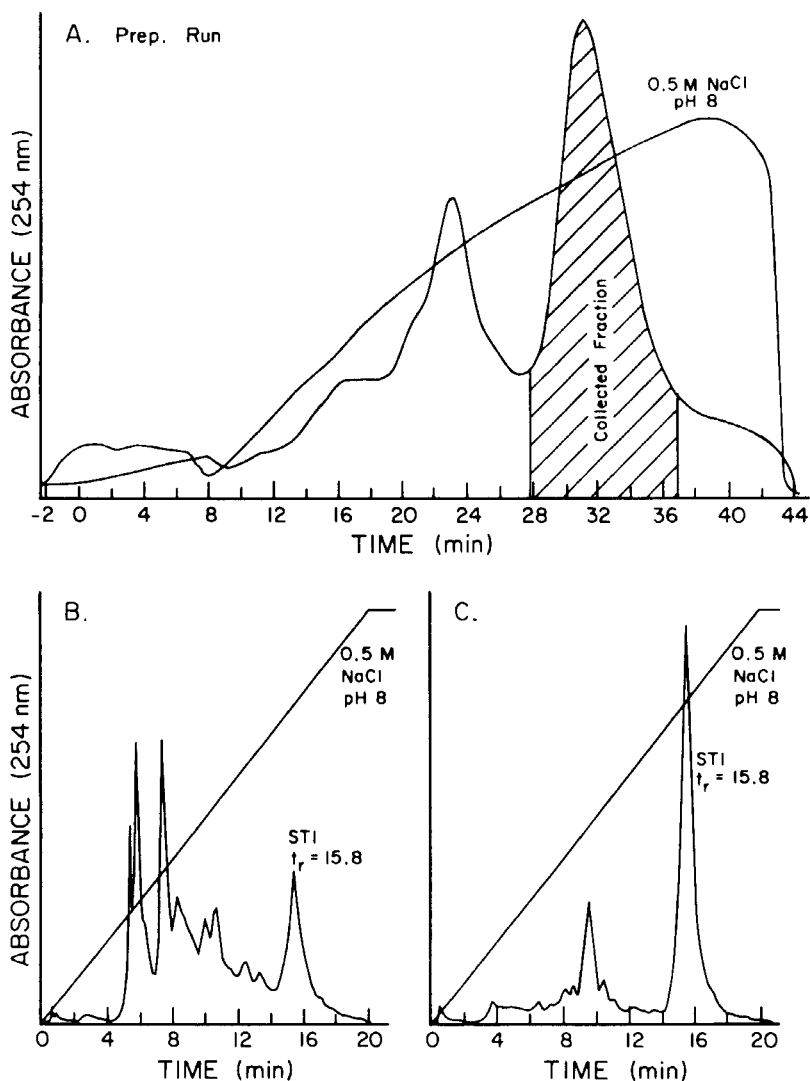 A. Prep. Run
0.5 M NaCl
pH 8
ABSORBANCE (254 nm)
Collected Fraction
-2 0 4 8 12 16 20 24 28 32 36 40 44
TIME (min)
B.
0.5 M
NaCl
pH 8
STI
tr = 15.8
ABSORBANCE (254 nm)
0 4 8 12 16 20
TIME (min)
C.
0.5 M
NaCl
pH 8
STI
tr = 15.8
0 4 8 12 16 20
TIME (min)